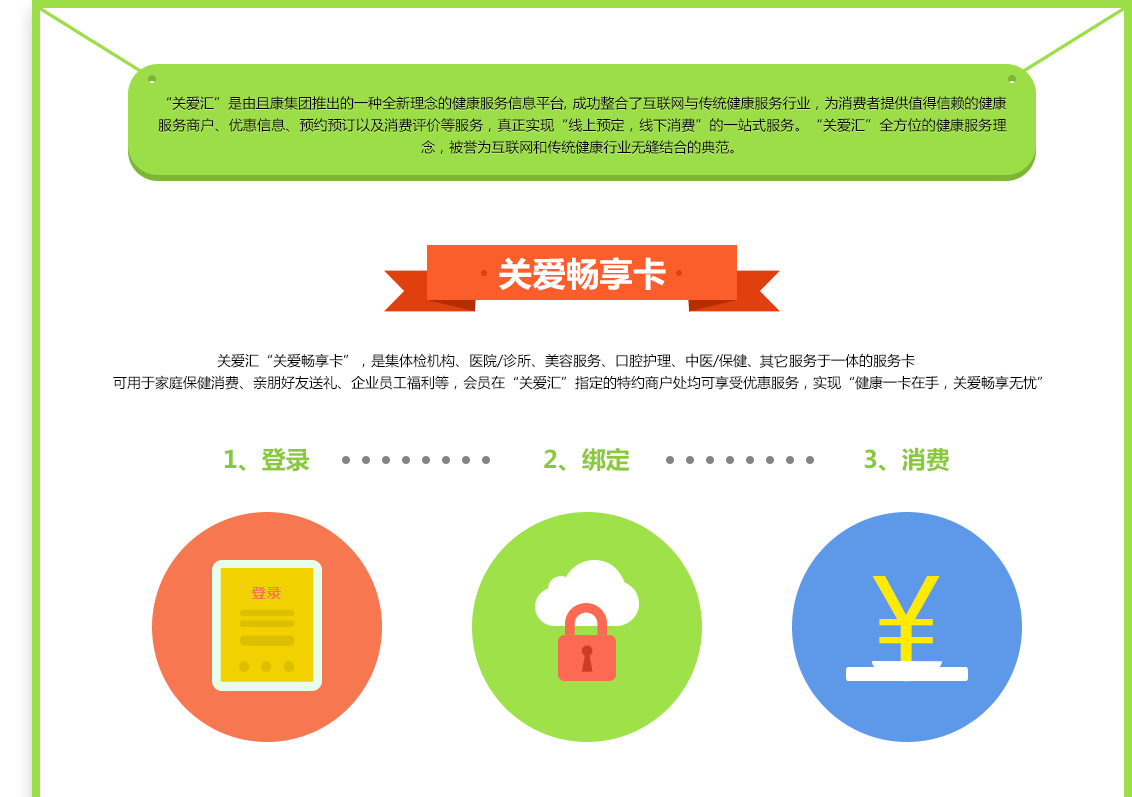 “关爱汇”是由且康集团推出的一种全新理念的健康服务信息平台, 成功整合了互联网与传统健康服务行业，为消费者提供值得信赖的健康
服务商户、优惠信息、预约预订以及消费评价等服务，真正实现“线上预定，线下消费”的一站式服务。“关爱汇”全方位的健康服务理
念，被誉为互联网和传统健康行业无缝结合的典范。
·关爱畅享卡·
关爱汇“关爱畅享卡”，是集体检机构、医院/诊所、美容服务、口腔护理、中医/保健、其它服务于一体的服务卡
可用于家庭保健消费、亲朋好友送礼、企业员工福利等，会员在“关爱汇”指定的特约商户处均可享受优惠服务，实现“健康一卡在手，关爱畅享无忧”
1、登录 2、绑定 3、消费
登录
¥